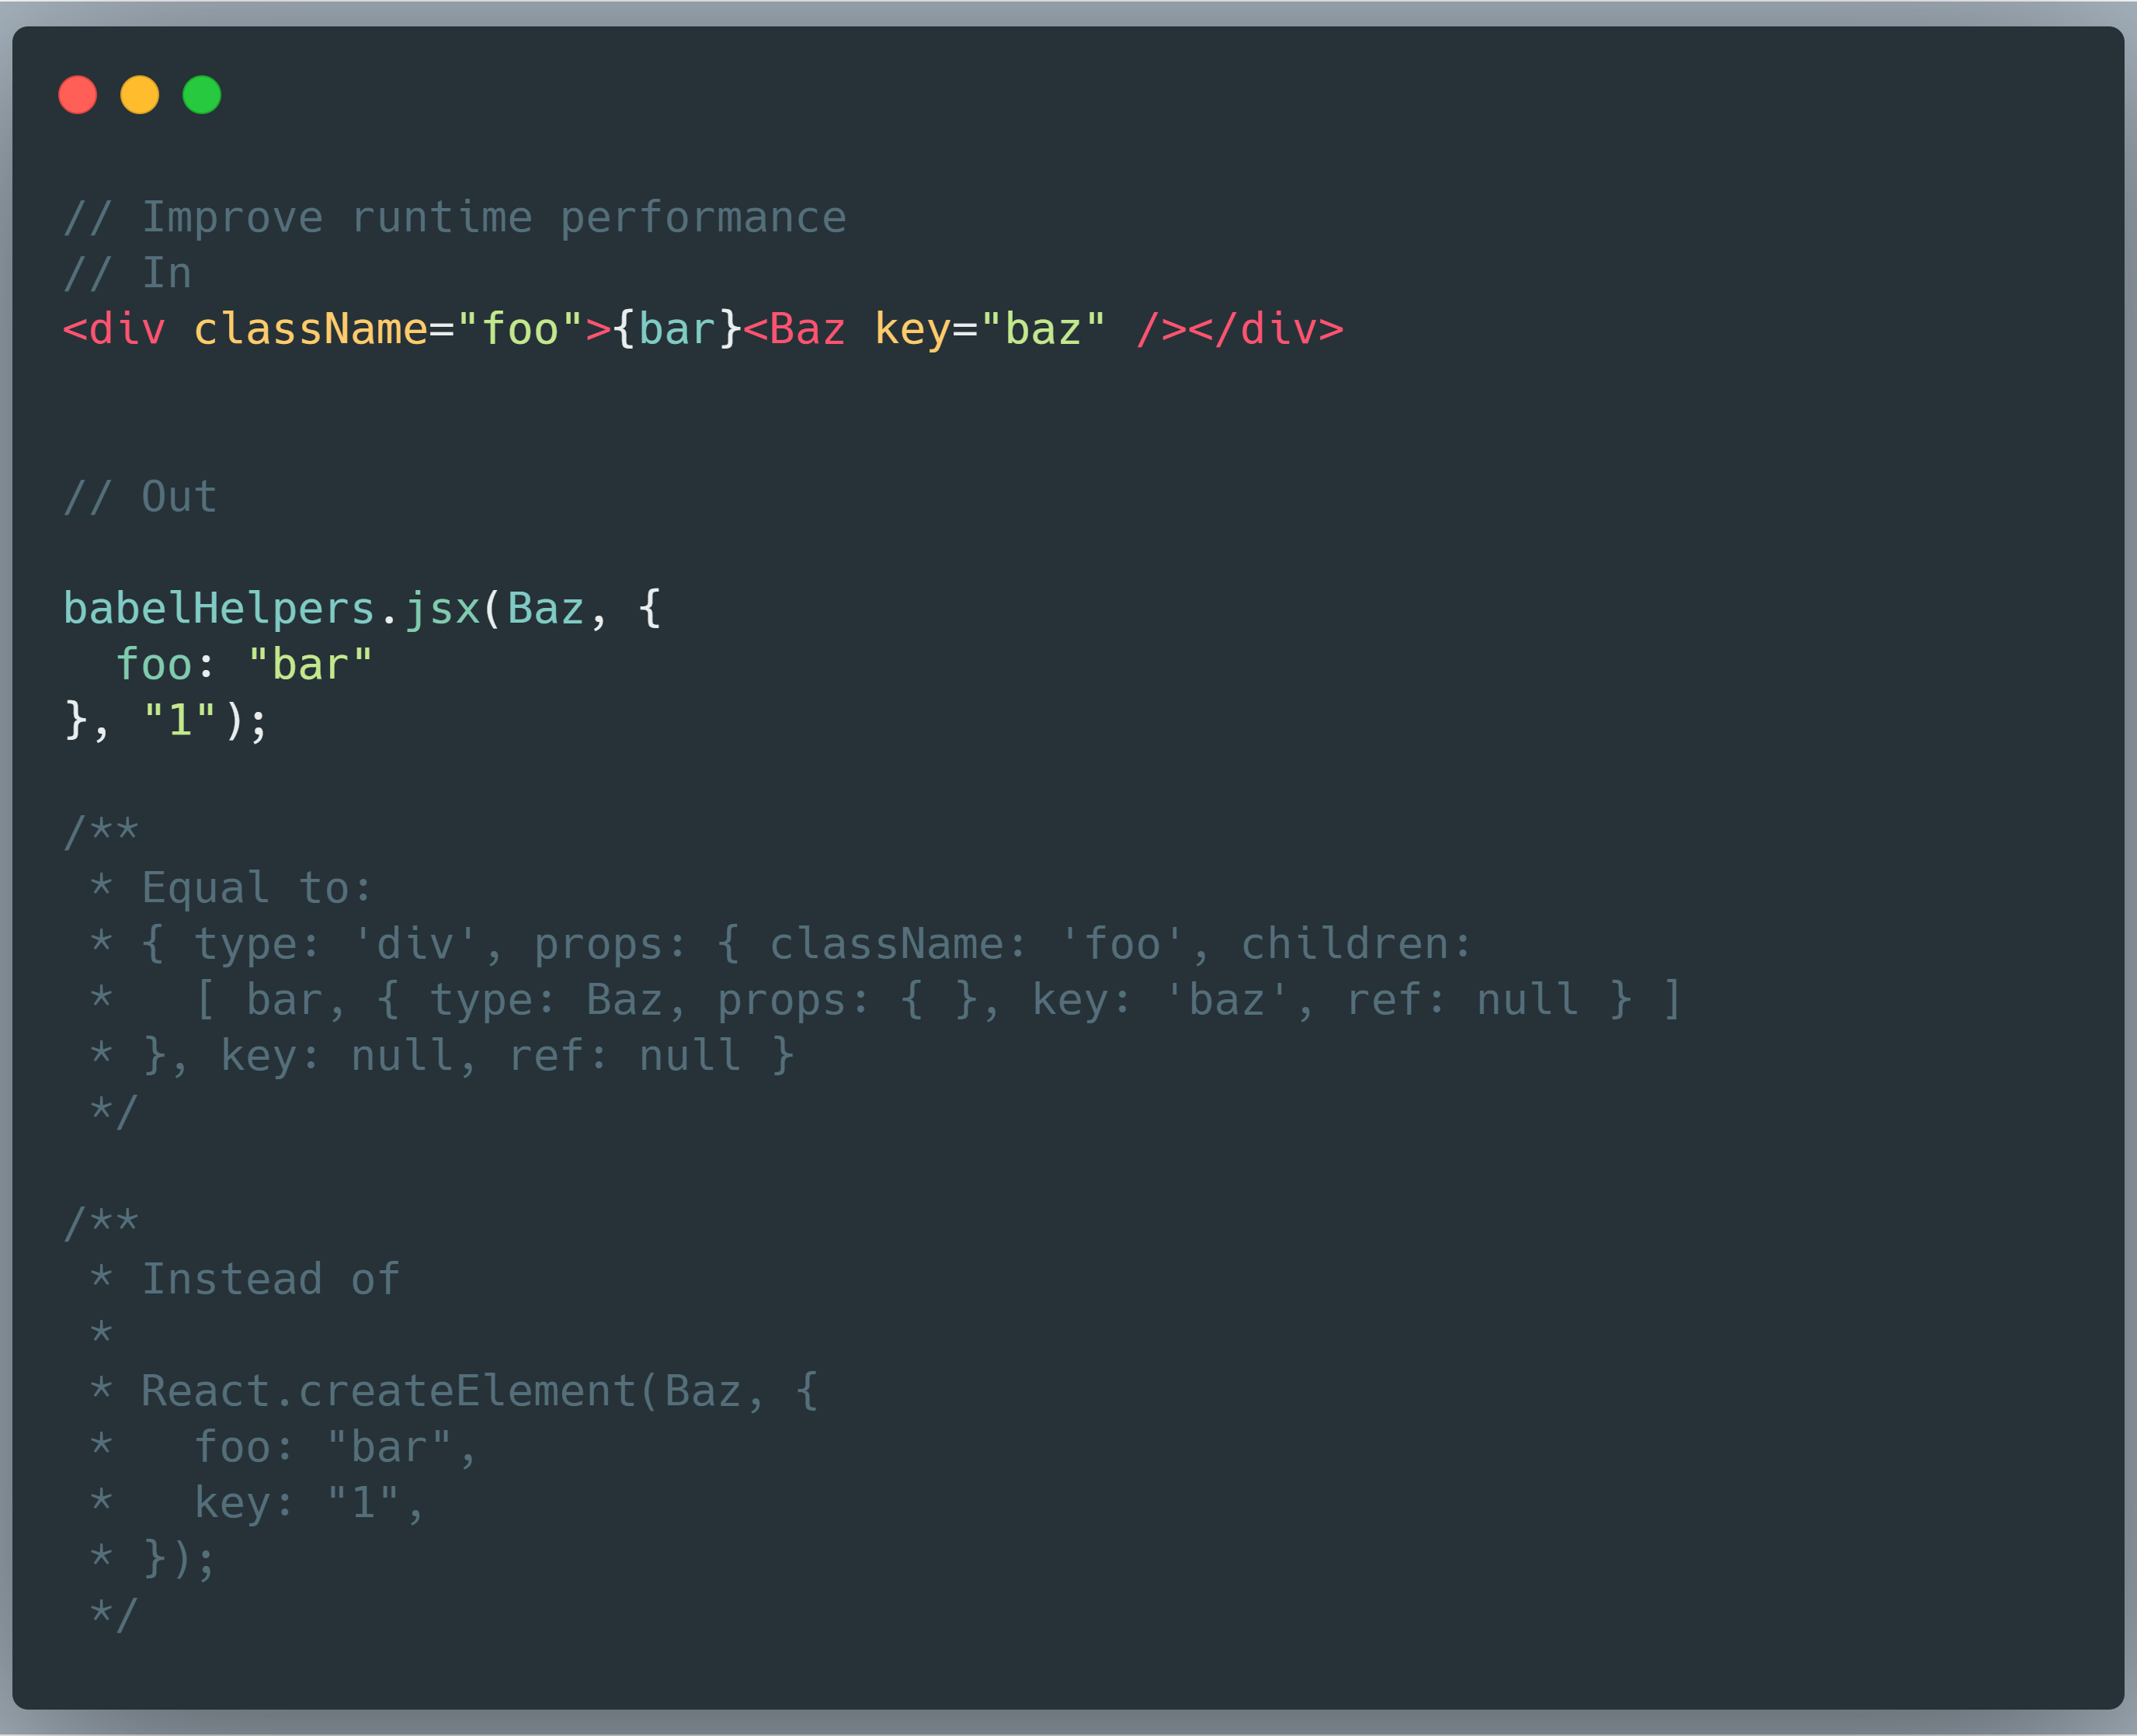 // Improve runtime performance
// In
<div className="foo">{bar}<Baz key="baz" /></div>
// Out
babelHelpers.jsx(Baz, {
  foo: "bar"
}, "1");
/**
 * Equal to:
 * { type: 'div', props: { className: 'foo', children:
 *   [ bar, { type: Baz, props: { }, key: 'baz', ref: null } ]
 * }, key: null, ref: null }
 */
/**
 * Instead of
 *
 * React.createElement(Baz, {
 *   foo: "bar",
 *   key: "1",
 * });
 */